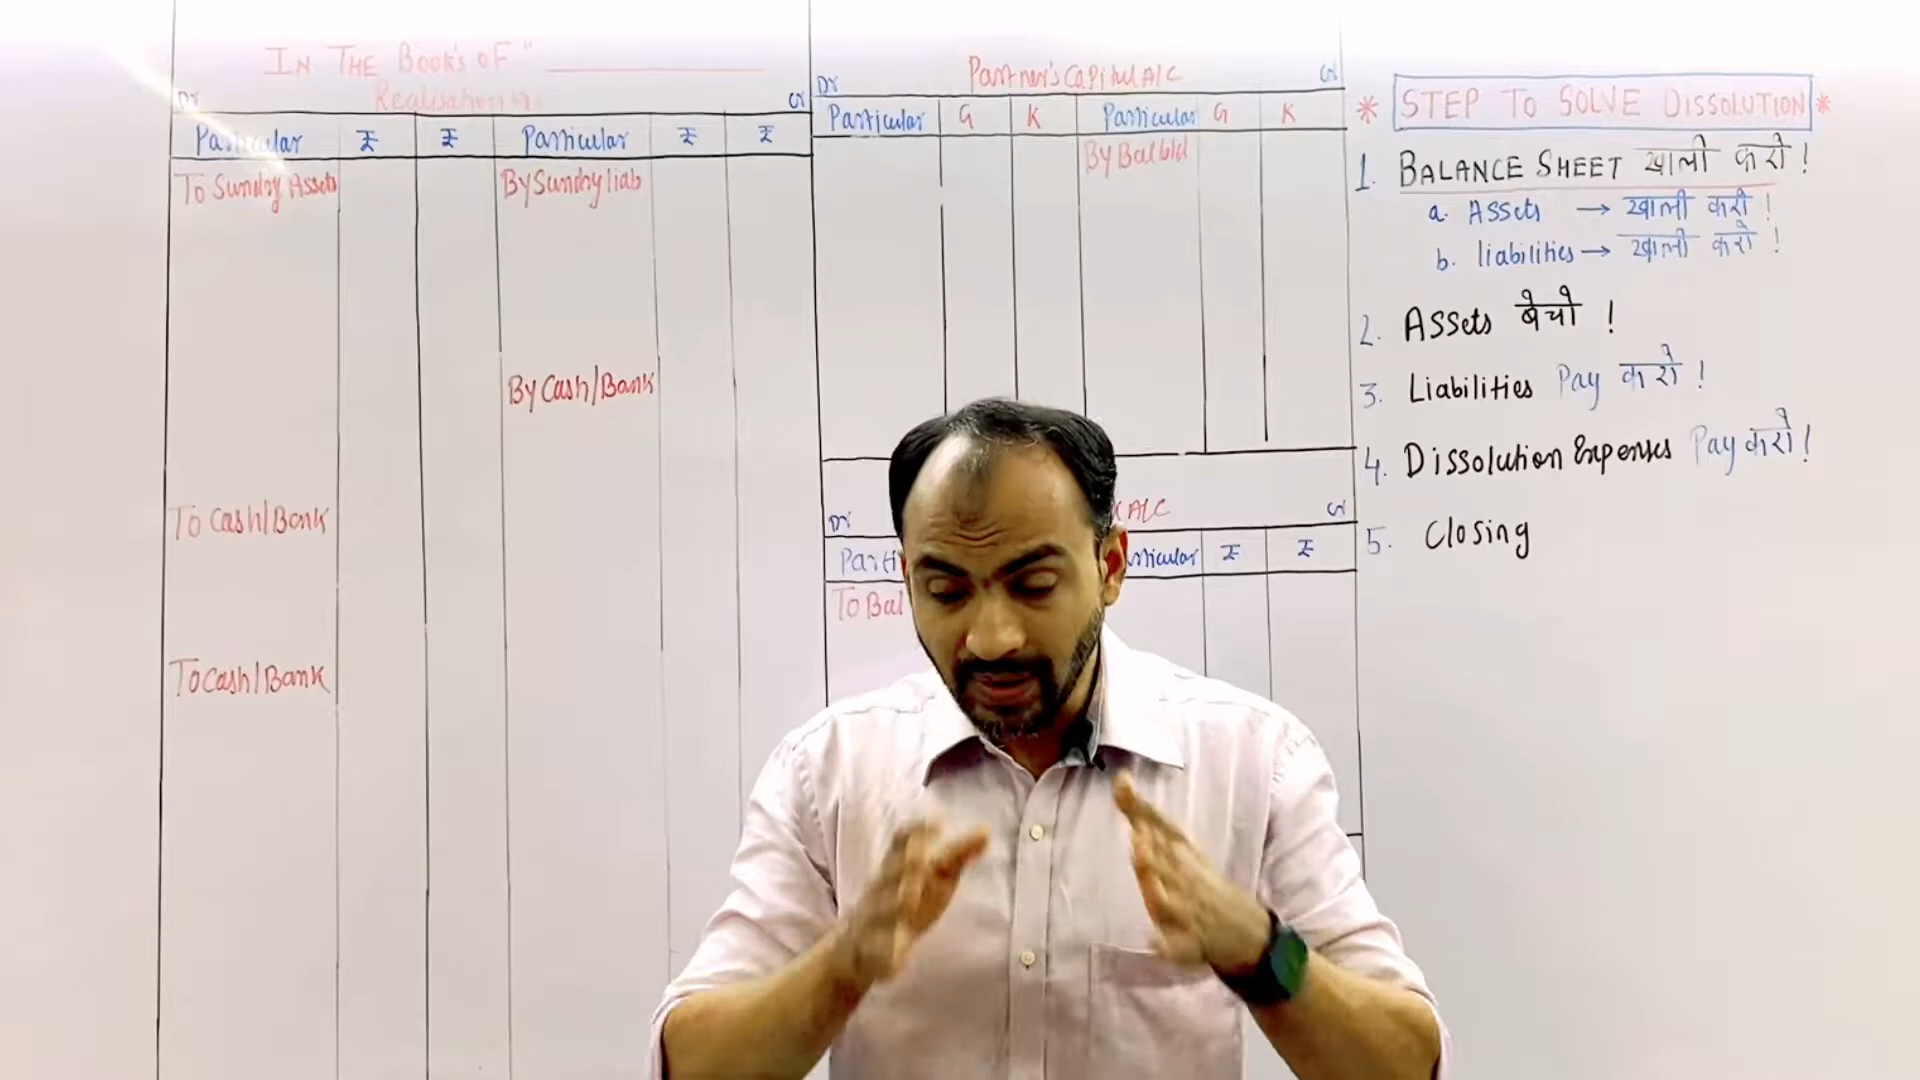 IN THE Book's OF " ____________
Realisation A
Dr Cr
Particular ₹ ₹ Particular ₹ ₹
To Sundry Assets By Sundry liab
By Cash/Bank
To Cash/Bank
To Cash/Bank
Partner's Capital A/C
Dr Cr
Particular G K Particular G K
By Bal b/d
A/C
Dr Cr
Parti rticular ₹ ₹
To Bal
* STEP TO SOLVE DISSOLUTION *
1. BALANCE SHEET खाली करो !
a. Assets → खाली करो !
b. liabilities → खाली करो !
2. Assets बेचो !
3. Liabilities Pay करो !
4. Dissolution Expenses Pay करो !
5. Closing